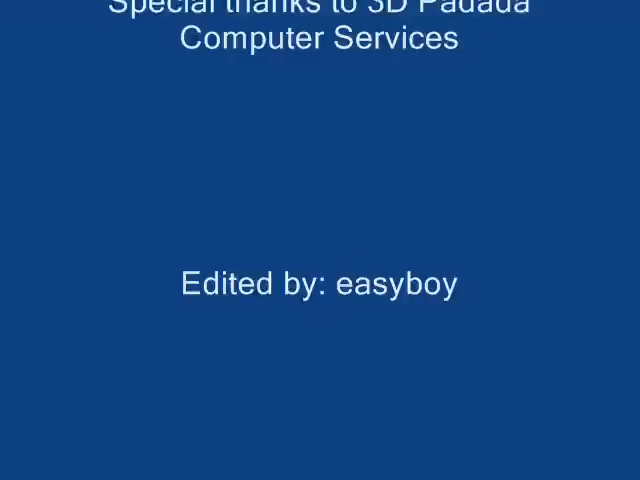 Special thanks to 3D Padada
Computer Services
Edited by: easyboy